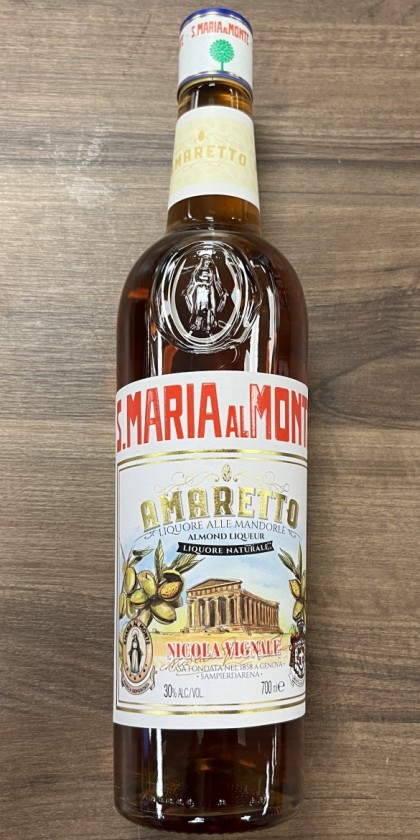 S.MARIA AL MONTE
AMARETTO
S.MARIA AL MONT
AMARETTO
LIQUORE ALLE MANDORLE
ALMOND LIQUEUR
LIQUORE NATURALE
NICOLA VIGNALE
CASA FONDATA NEL 1858 A GENOVA
• SAMPIERDARENA •
30% ALC./VOL. 700 ml e